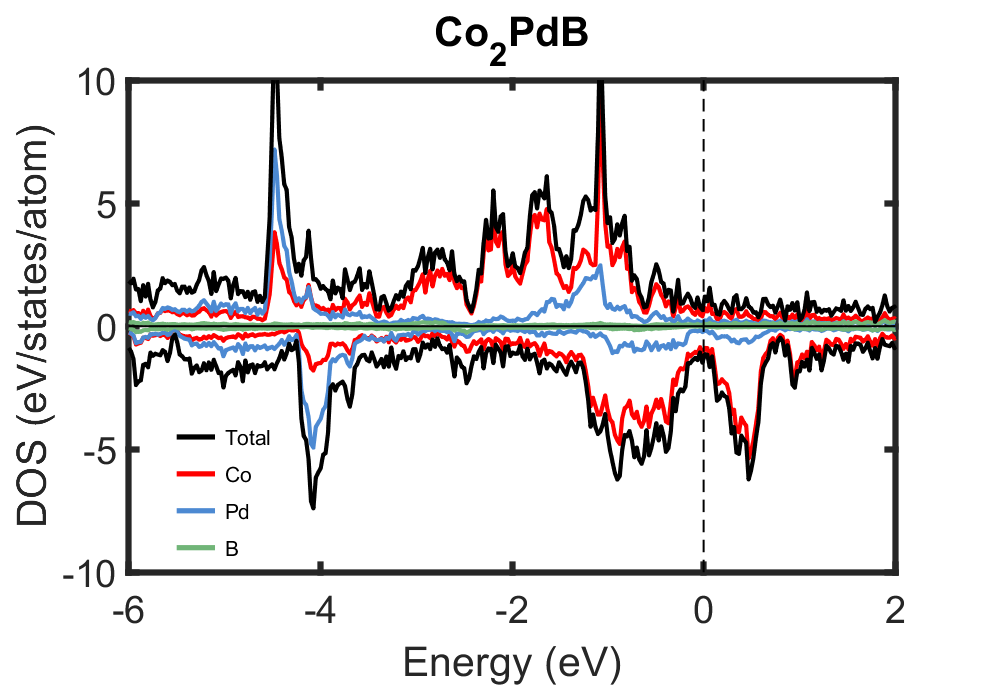 Co2PdB
DOS (eV/states/atom)
10
5
0
-5
-10
Total
Co
Pd
B
-6 -4 -2 0 2
Energy (eV)